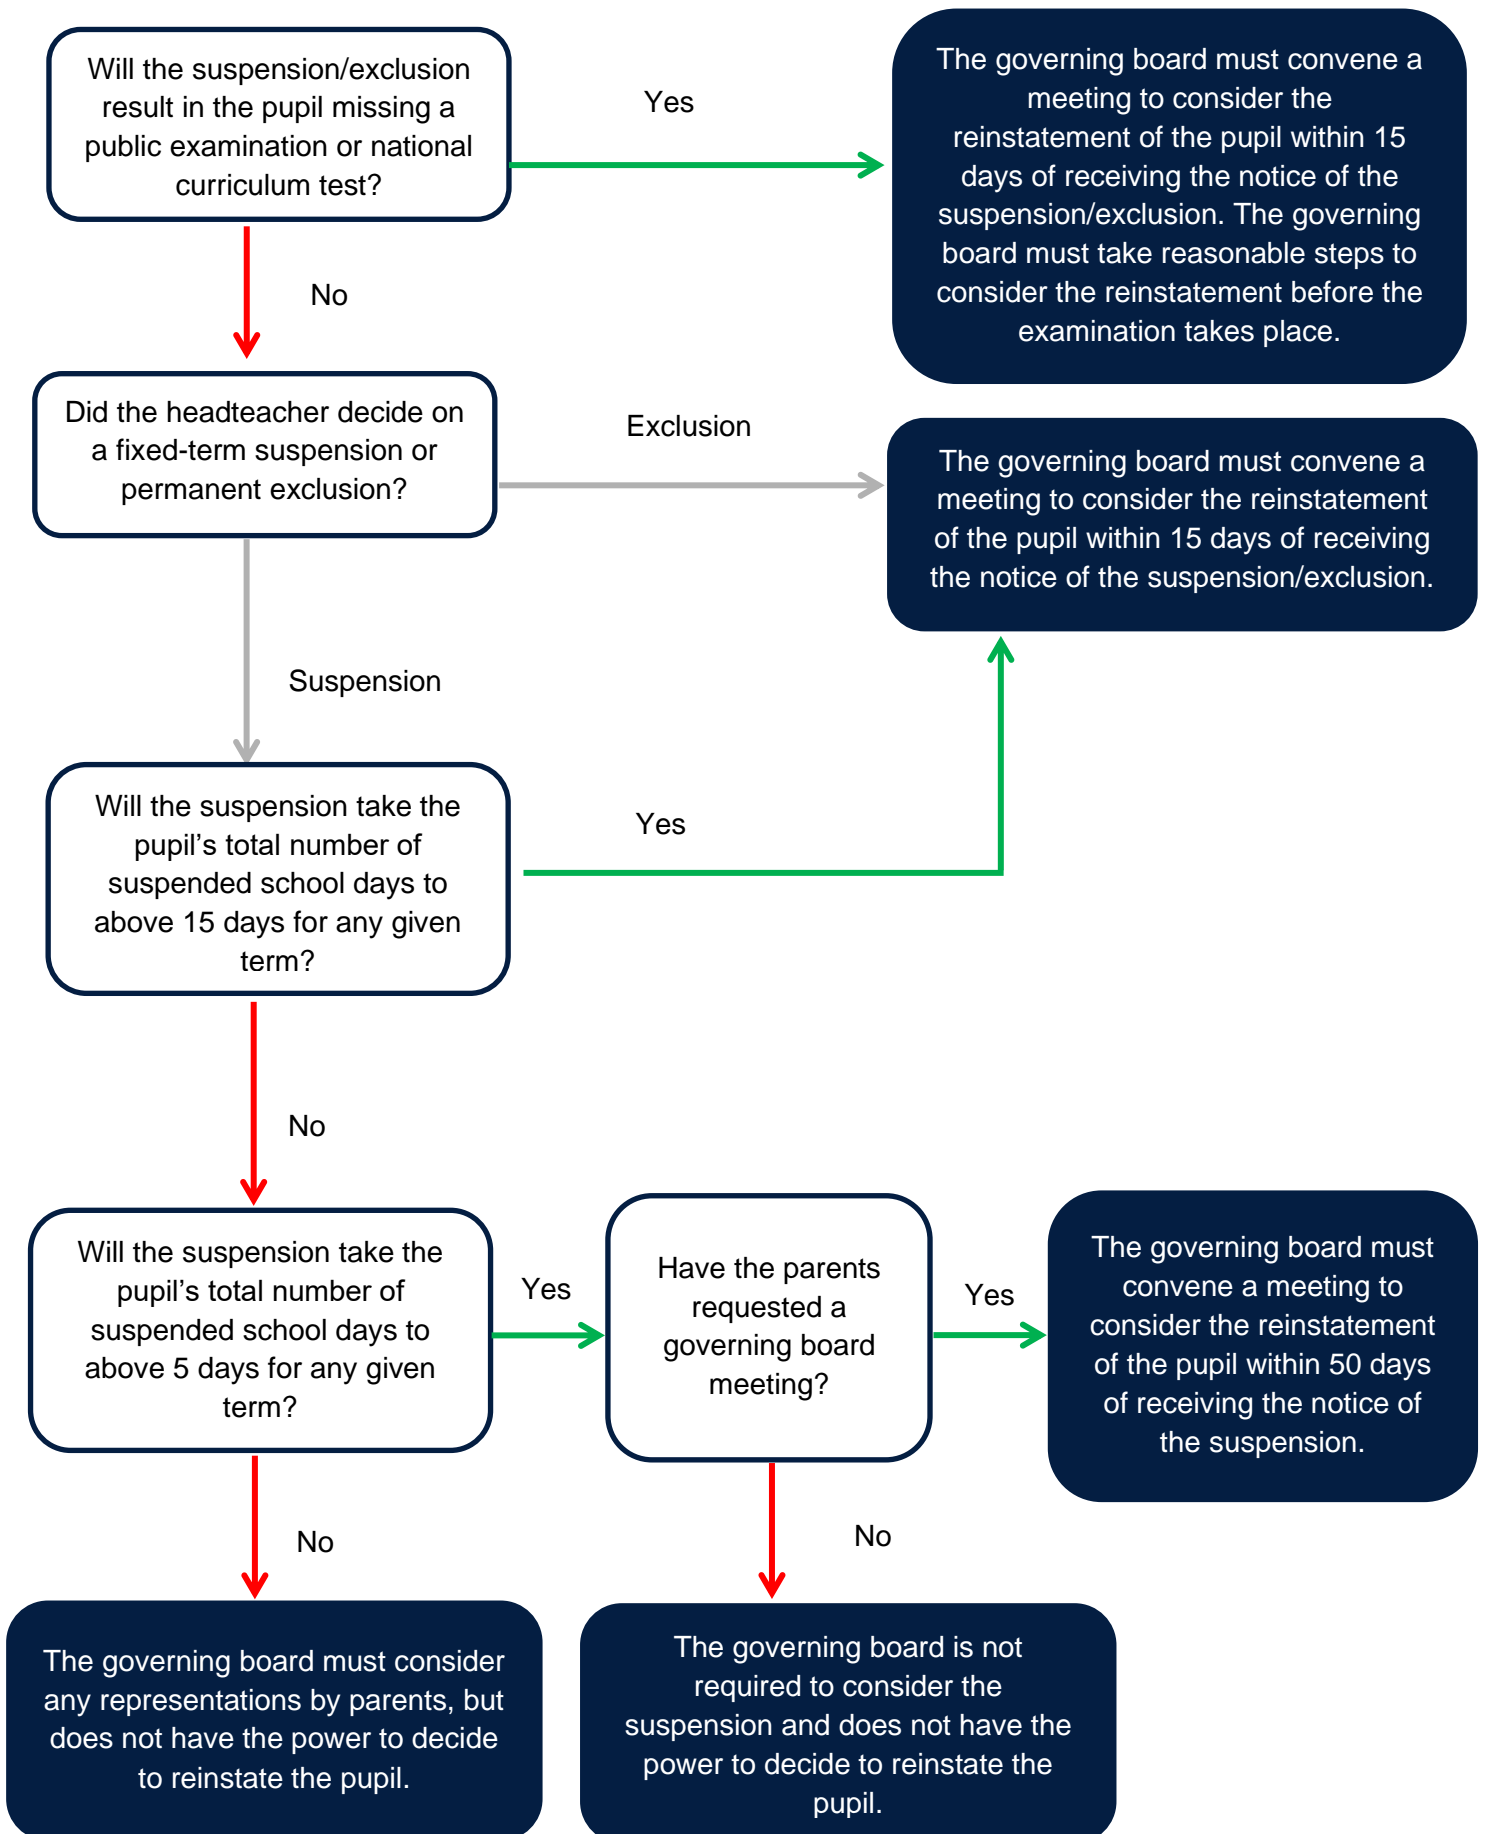 Will the suspension/exclusion
result in the pupil missing a
public examination or national
curriculum test?
Yes
The governing board must convene a
meeting to consider the
reinstatement of the pupil within 15
days of receiving the notice of the
suspension/exclusion. The governing
board must take reasonable steps to
consider the reinstatement before the
examination takes place.
No
Did the headteacher decide on
a fixed-term suspension or
permanent exclusion?
Exclusion
The governing board must convene a
meeting to consider the reinstatement
of the pupil within 15 days of receiving
the notice of the suspension/exclusion.
Suspension
Will the suspension take the
pupil’s total number of
suspended school days to
above 15 days for any given
term?
Yes
No
Will the suspension take the
pupil’s total number of
suspended school days to
above 5 days for any given
term?
Yes
Have the parents
requested a
governing board
meeting?
Yes
The governing board must
convene a meeting to
consider the reinstatement
of the pupil within 50 days
of receiving the notice of
the suspension.
No
No
The governing board must consider
any representations by parents, but
does not have the power to decide
to reinstate the pupil.
The governing board is not
required to consider the
suspension and does not have the
power to decide to reinstate the
pupil.